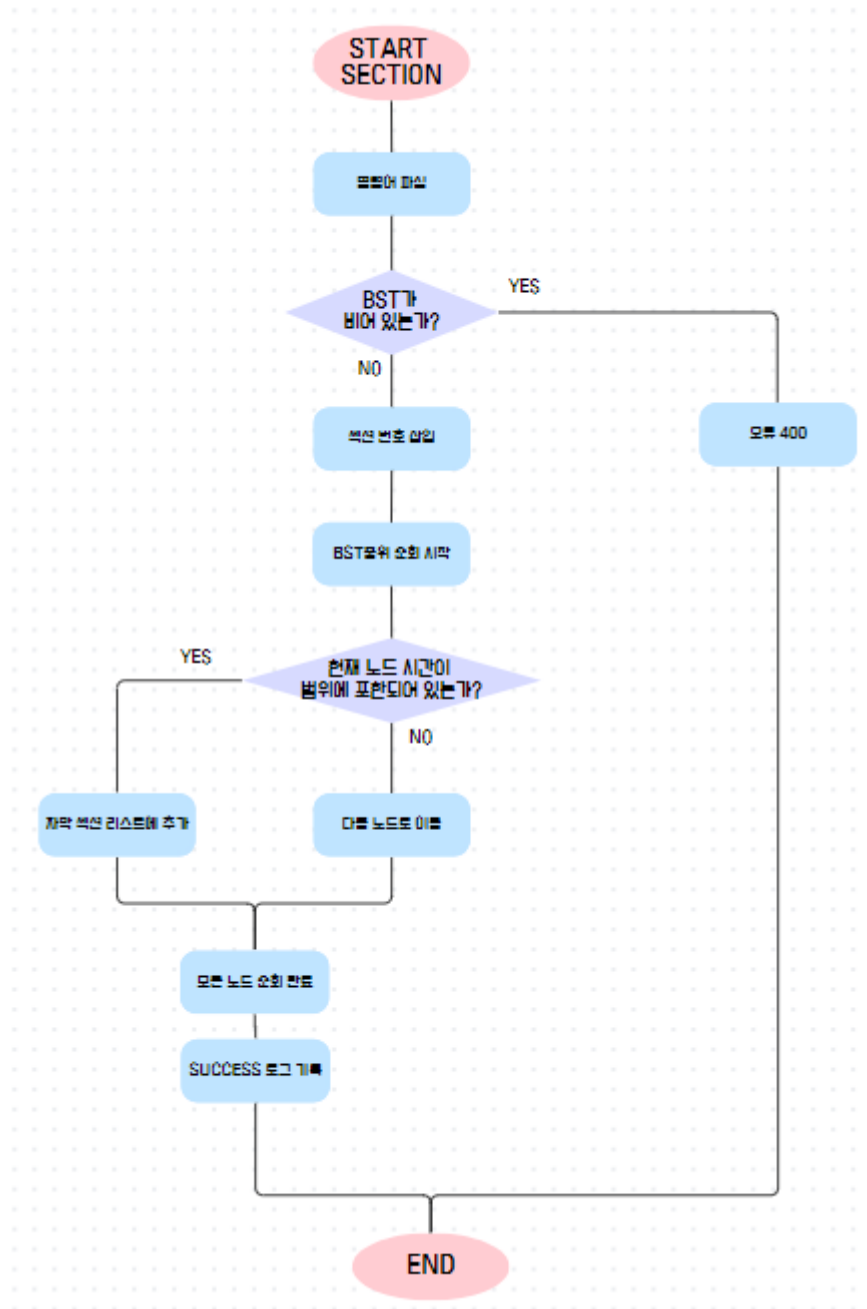 START
SECTION
명령어 파싱
BST가
비어 있는가?
YES
NO
섹션 번호 삽입
오류 400
BST중위 순회 시작
현재 노드 시간이
범위에 포함되어 있는가?
YES
NO
자막 섹션 리스트에 추가
다음 노드로 이동
모든 노드 순회 완료
SUCCESS 로그 기록
END